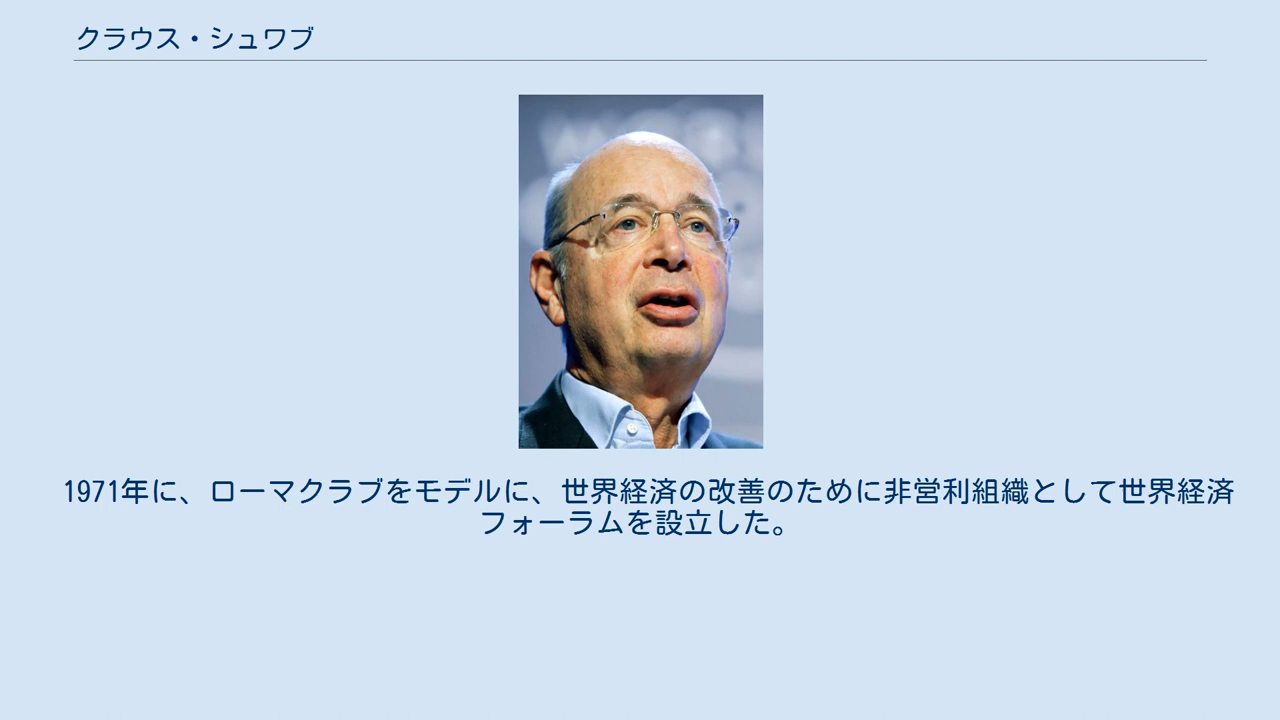 クラウス・シュワブ
1971年に、ローマクラブをモデルに、世界経済の改善のために非営利組織として世界経済
フォーラムを設立した。